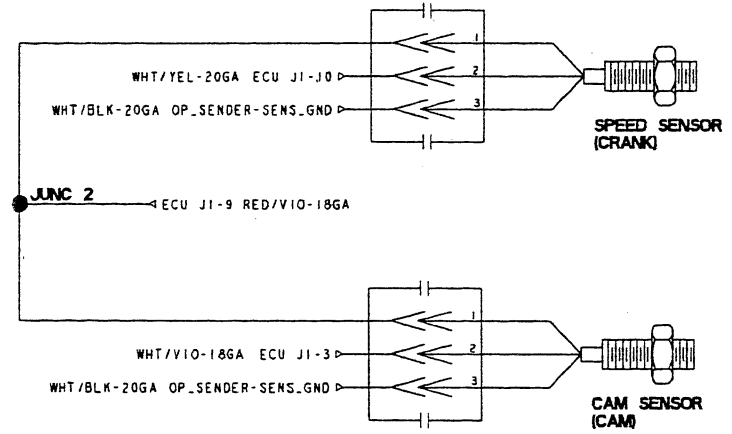 1
WHT/YEL-20GA ECU J1-10
2
WHT/BLK-20GA OP_SENDER-SENS_GND
3
SPEED SENSOR
(CRANK)
JUNC 2
ECU J1-9 RED/VIO-18GA
1
WHT/VIO-18GA ECU J1-3
2
WHT/BLK-20GA OP_SENDER-SENS_GND
3
CAM SENSOR
(CAM)